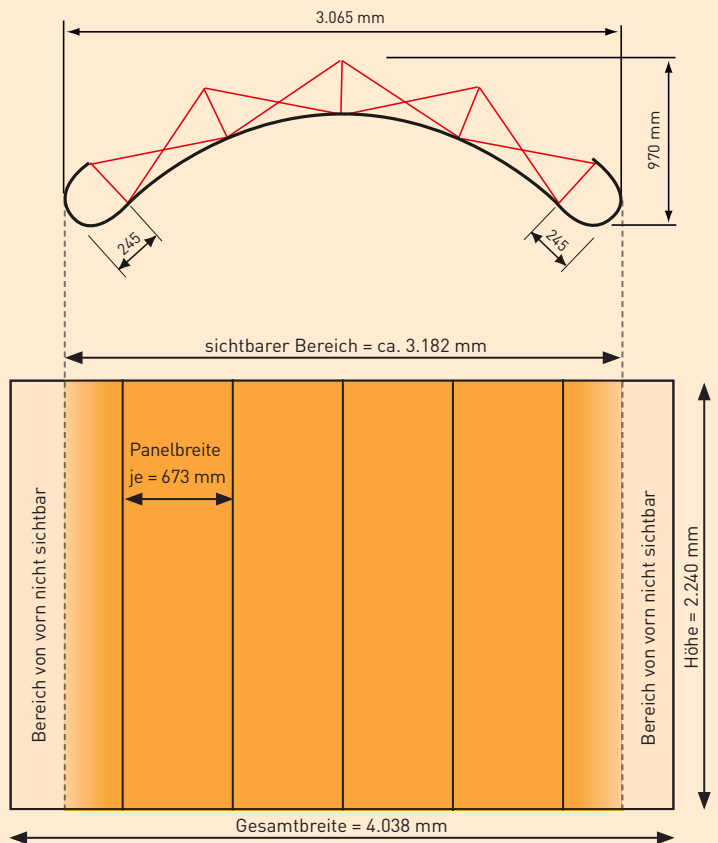 3.065 mm
970 mm
245
245
sichtbarer Bereich = ca. 3.182 mm
Panelbreite
je = 673 mm
Bereich von vorn nicht sichtbar
Bereich von vorn nicht sichtbar
Höhe = 2.240 mm
Gesamtbreite = 4.038 mm